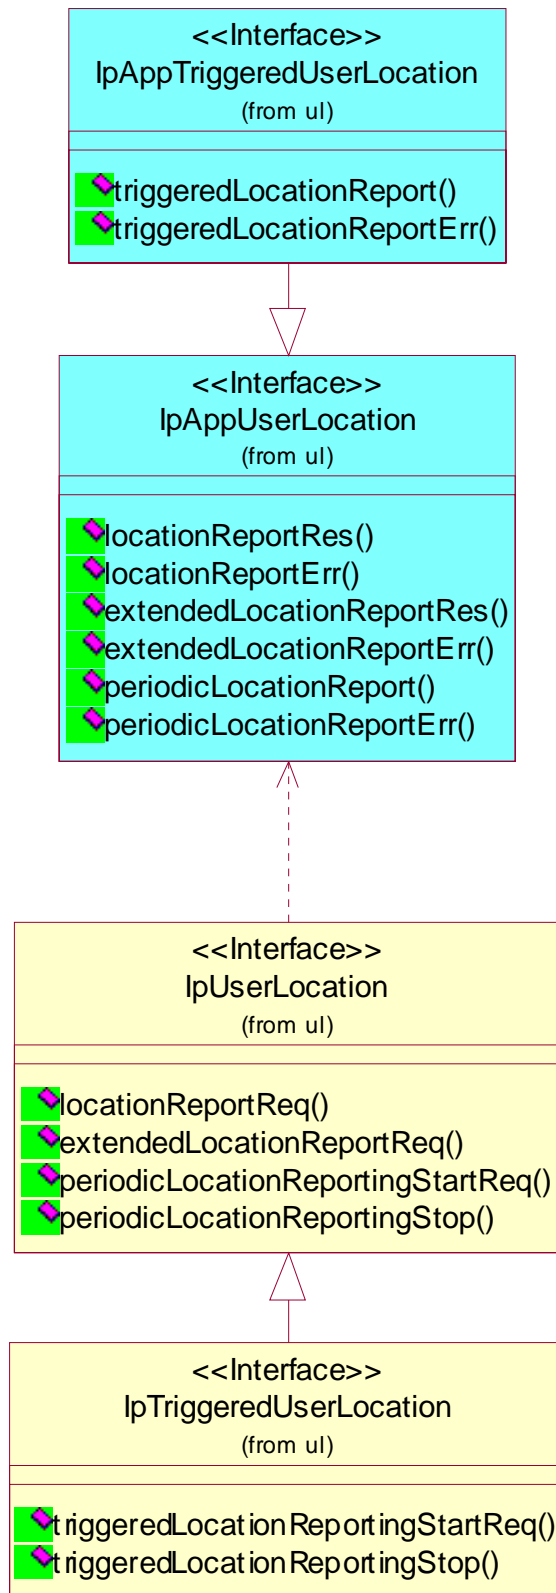 <<Interface>>
IpAppTriggeredUserLocation
(from ul)
triggeredLocationReport()
triggeredLocationReportErr()
<<Interface>>
IpAppUserLocation
(from ul)
locationReportRes()
locationReportErr()
extendedLocationReportRes()
extendedLocationReportErr()
periodicLocationReport()
periodicLocationReportErr()
<<Interface>>
IpUserLocation
(from ul)
locationReportReq()
extendedLocationReportReq()
periodicLocationReportingStartReq()
periodicLocationReportingStop()
<<Interface>>
IpTriggeredUserLocation
(from ul)
triggeredLocationReportingStartReq()
triggeredLocationReportingStop()